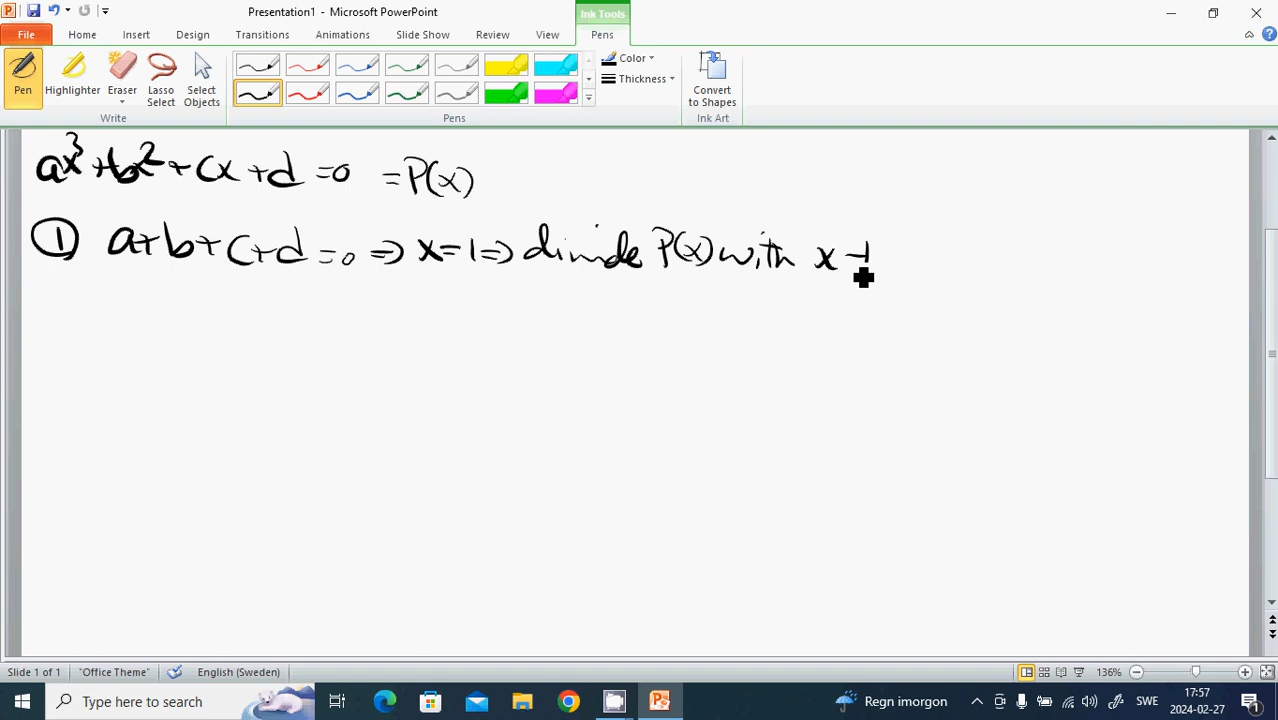 Presentation1 - Microsoft PowerPoint
Ink Tools
File Home Insert Design Transitions Animations Slide Show Review View Pens
Pen Highlighter Eraser Lasso Select Select Objects
Color
Thickness
Convert to Shapes
Write Pens Ink Art
ax³+bx²+cx+d=0 =P(x)
① a+b+c+d=0 ⇒ x=1 ⇒ divide P(x) with x-1
Slide 1 of 1 "Office Theme" English (Sweden) 136%
Type here to search Regn imorgon SWE 17:57
2024-02-27